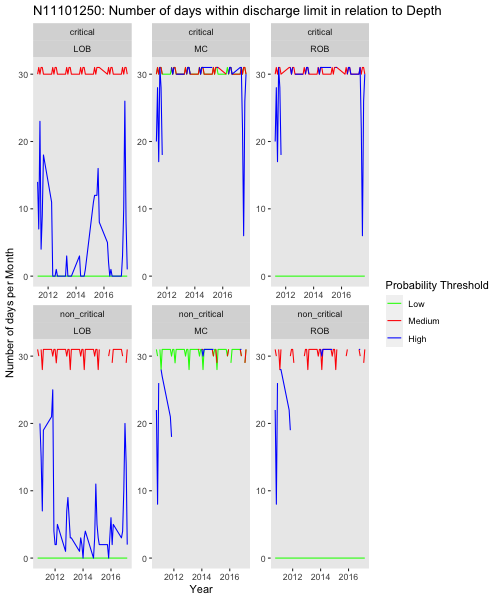 N11101250: Number of days within discharge limit in relation to Depth
critical critical critical
LOB MC ROB
30
20
10
0
2012 2014 2016 2012 2014 2016 2012 2014 2016
Number of days per Month
non_critical non_critical non_critical
LOB MC ROB
30
20
10
0
2012 2014 2016 2012 2014 2016 2012 2014 2016
Year
Probability Threshold
Low
Medium
High